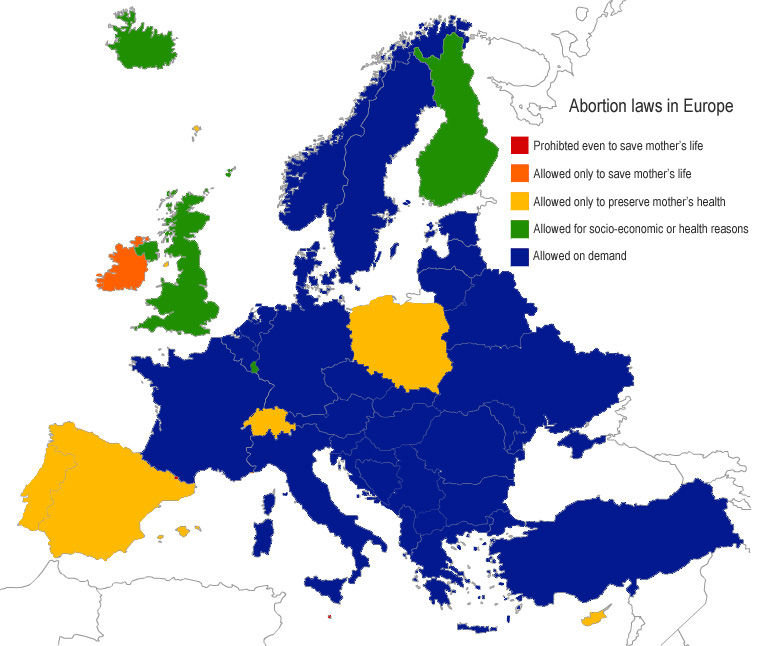 Abortion laws in Europe
Prohibted even to save mother's life
Allowed only to save mother's life
Allowed only to preserve mother's health
Allowed for socio-economic or health reasons
Allowed on demand